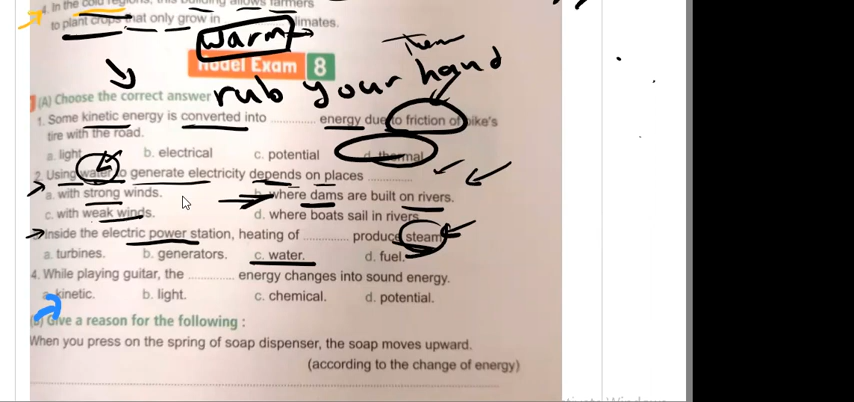 4. In the cold regions, this building allows farmers
to plant crops that only grow in warm climates.
Model Exam 8
rub your hand
Them
(A) Choose the correct answer
1. Some kinetic energy is converted into ............ energy due to friction of bike's
tire with the road.
a. light b. electrical c. potential d. thermal
2. Using water to generate electricity depends on places ............
a. with strong winds. b. where dams are built on rivers.
c. with weak winds. d. where boats sail in rivers
Inside the electric power station, heating of ............ produce steam
a. turbines. b. generators. c. water. d. fuel.
4. While playing guitar, the ............ energy changes into sound energy.
a. kinetic. b. light. c. chemical. d. potential.
(B) Give a reason for the following :
When you press on the spring of soap dispenser, the soap moves upward.
(according to the change of energy)